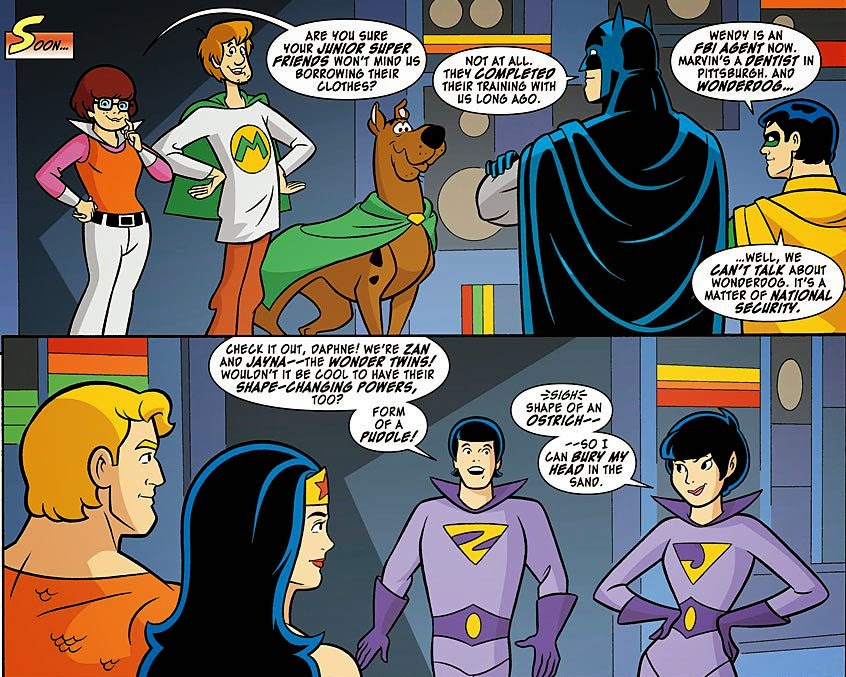 SOON...
ARE YOU SURE
YOUR JUNIOR SUPER
FRIENDS WON'T MIND US
BORROWING THEIR
CLOTHES?
NOT AT ALL.
THEY COMPLETED
THEIR TRAINING WITH
US LONG AGO.
WENDY IS AN
FBI AGENT NOW.
MARVIN'S A DENTIST IN
PITTSBURGH. AND
WONDERDOG...
...WELL, WE
CAN'T TALK ABOUT
WONDERDOG. IT'S A
MATTER OF NATIONAL
SECURITY.
M
CHECK IT OUT, DAPHNE! WE'RE ZAN
AND JAYNA--THE WONDER TWINS!
WOULDN'T IT BE COOL TO HAVE THEIR
SHAPE-CHANGING POWERS,
TOO?
FORM
OF A
PUDDLE!
SIGH
SHAPE OF AN
OSTRICH--
--SO I
CAN BURY MY
HEAD IN THE
SAND.
Z
J